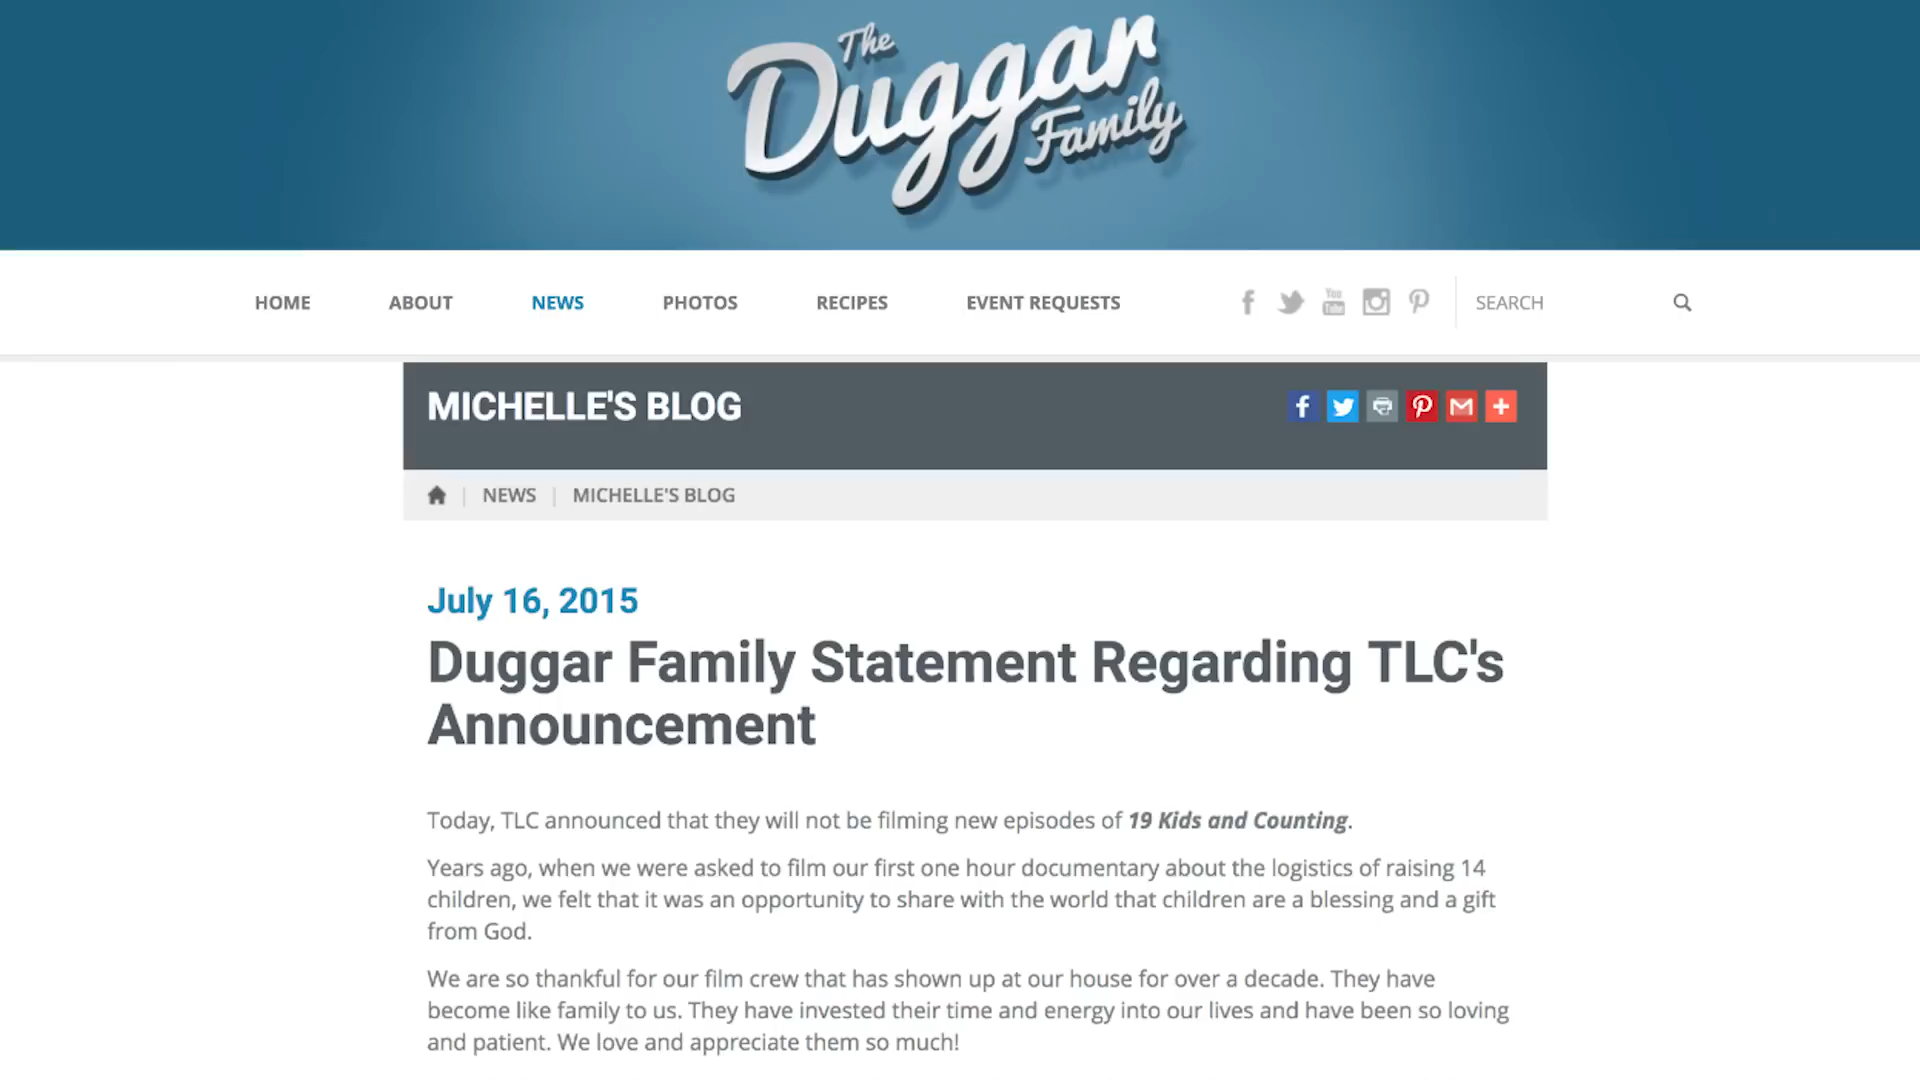 The
Duggar
Family
HOME ABOUT NEWS PHOTOS RECIPES EVENT REQUESTS SEARCH
MICHELLE'S BLOG
NEWS | MICHELLE'S BLOG
July 16, 2015
Duggar Family Statement Regarding TLC's
Announcement
Today, TLC announced that they will not be filming new episodes of 19 Kids and Counting.
Years ago, when we were asked to film our first one hour documentary about the logistics of raising 14
children, we felt that it was an opportunity to share with the world that children are a blessing and a gift
from God.
We are so thankful for our film crew that has shown up at our house for over a decade. They have
become like family to us. They have invested their time and energy into our lives and have been so loving
and patient. We love and appreciate them so much!